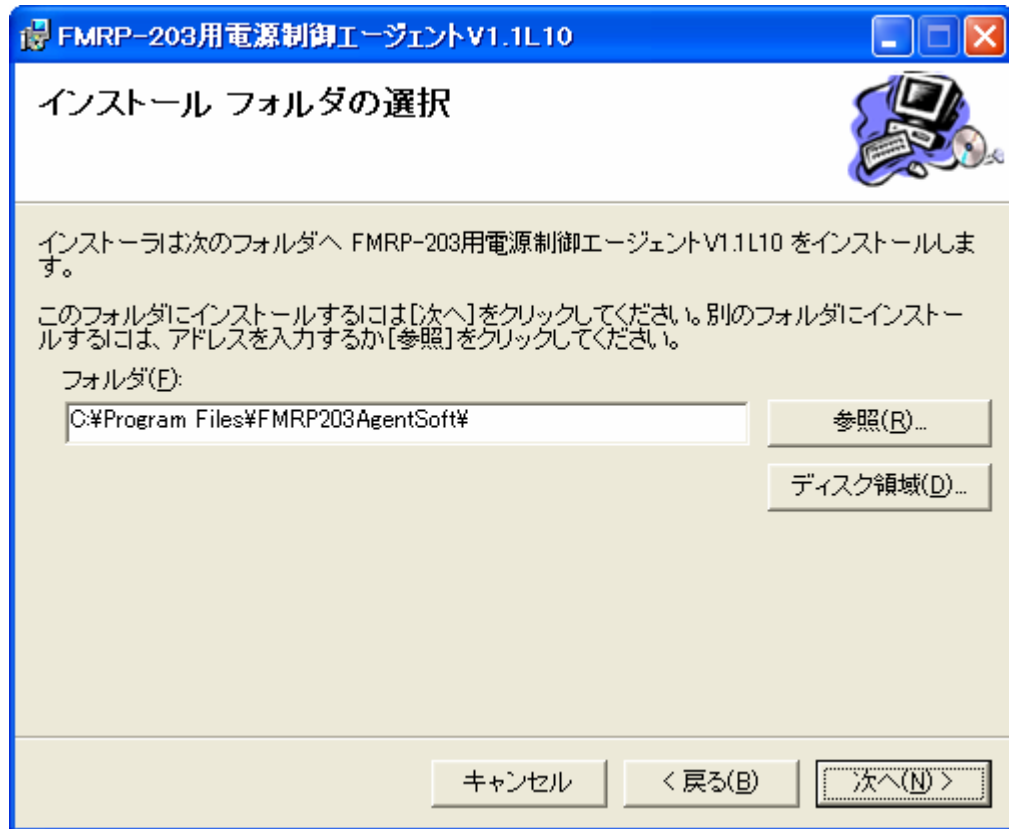 FMRP-203用電源制御エージェントV1.1L10
インストール フォルダの選択
インストーラは次のフォルダへ FMRP-203用電源制御エージェントV1.1L10 をインストールしま
す。
このフォルダにインストールするには[次へ]をクリックしてください。別のフォルダにインストー
ルするには、アドレスを入力するか[参照]をクリックしてください。
フォルダ(F):
C:¥Program Files¥FMRP203AgentSoft¥
参照(R)...
ディスク領域(D)...
キャンセル
< 戻る(B)
次へ(N) >